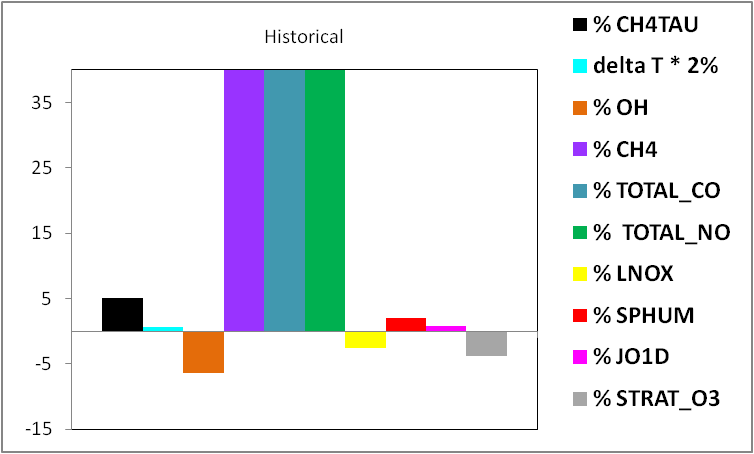 Historical
35
25
15
5
-5
-15
% CH4TAU
delta T * 2%
% OH
% CH4
% TOTAL_CO
%  TOTAL_NO
% LNOX
% SPHUM
% JO1D
% STRAT_O3